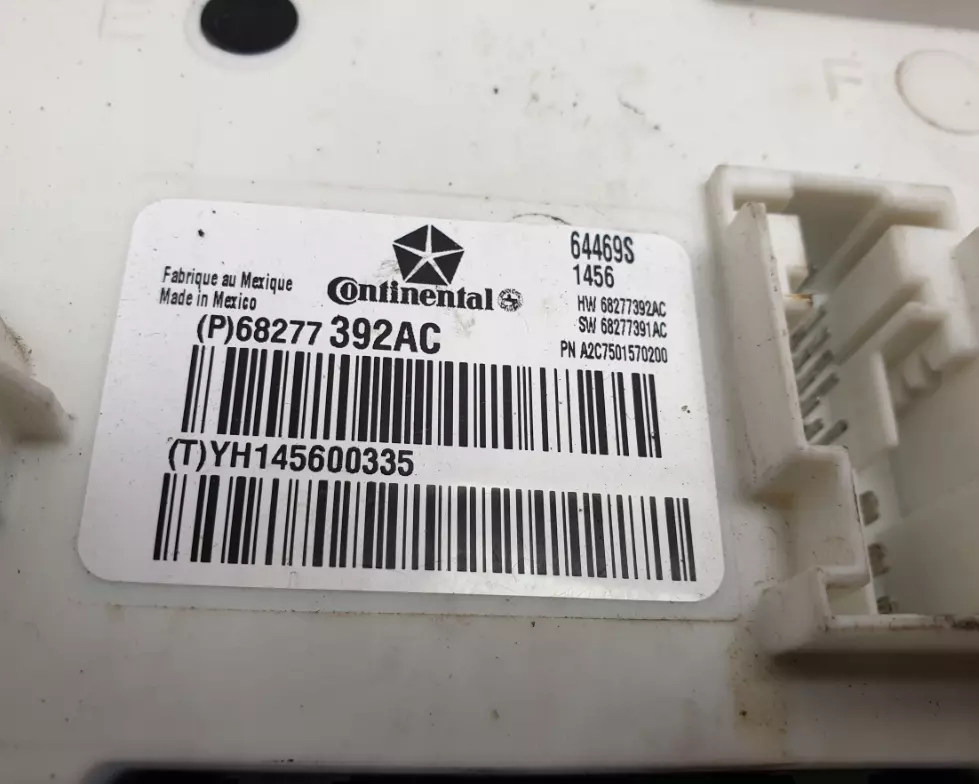 E
F
Fabrique au Mexique
Made in Mexico
Continental
64469S
1456
HW 68277392AC
SW 68277391AC
PN A2C7501570200
(P)68277 392AC
(T)YH145600335